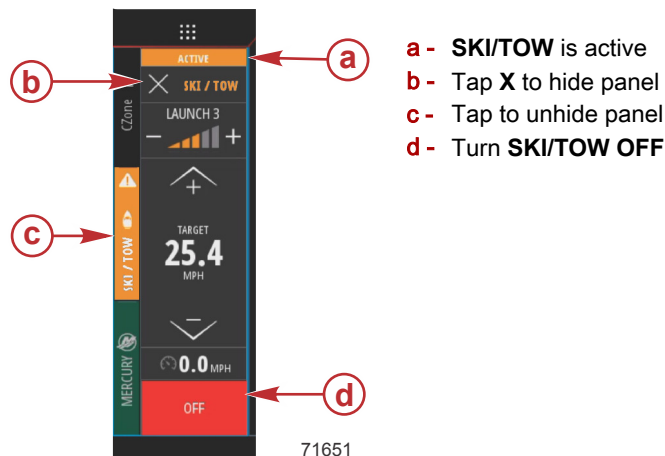 ACTIVE
SKI / TOW
LAUNCH 3
− +
+
TARGET
25.4
MPH
−
0.0 MPH
OFF
CZone
SKI / TOW
MERCURY
a
b
c
d
a - SKI/TOW is active
b - Tap X to hide panel
c - Tap to unhide panel
d - Turn SKI/TOW OFF
71651